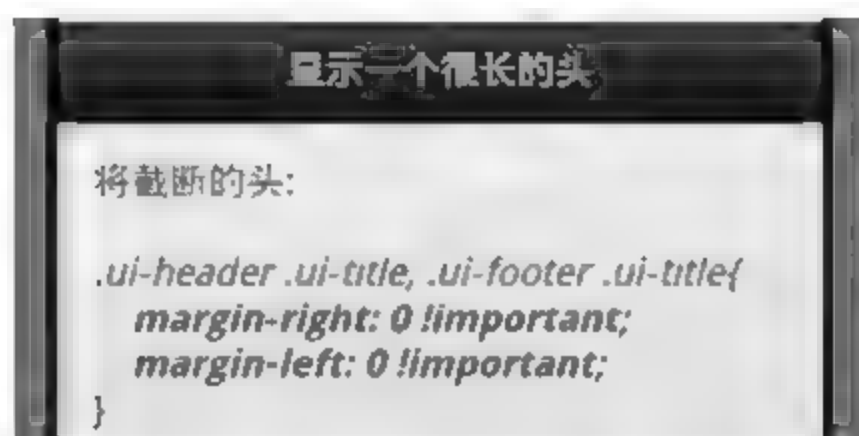 显示一个很长的头
将截断的头:
.ui-header .ui-title, .ui-footer .ui-title{
margin-right: 0 !important;
margin-left: 0 !important;
}